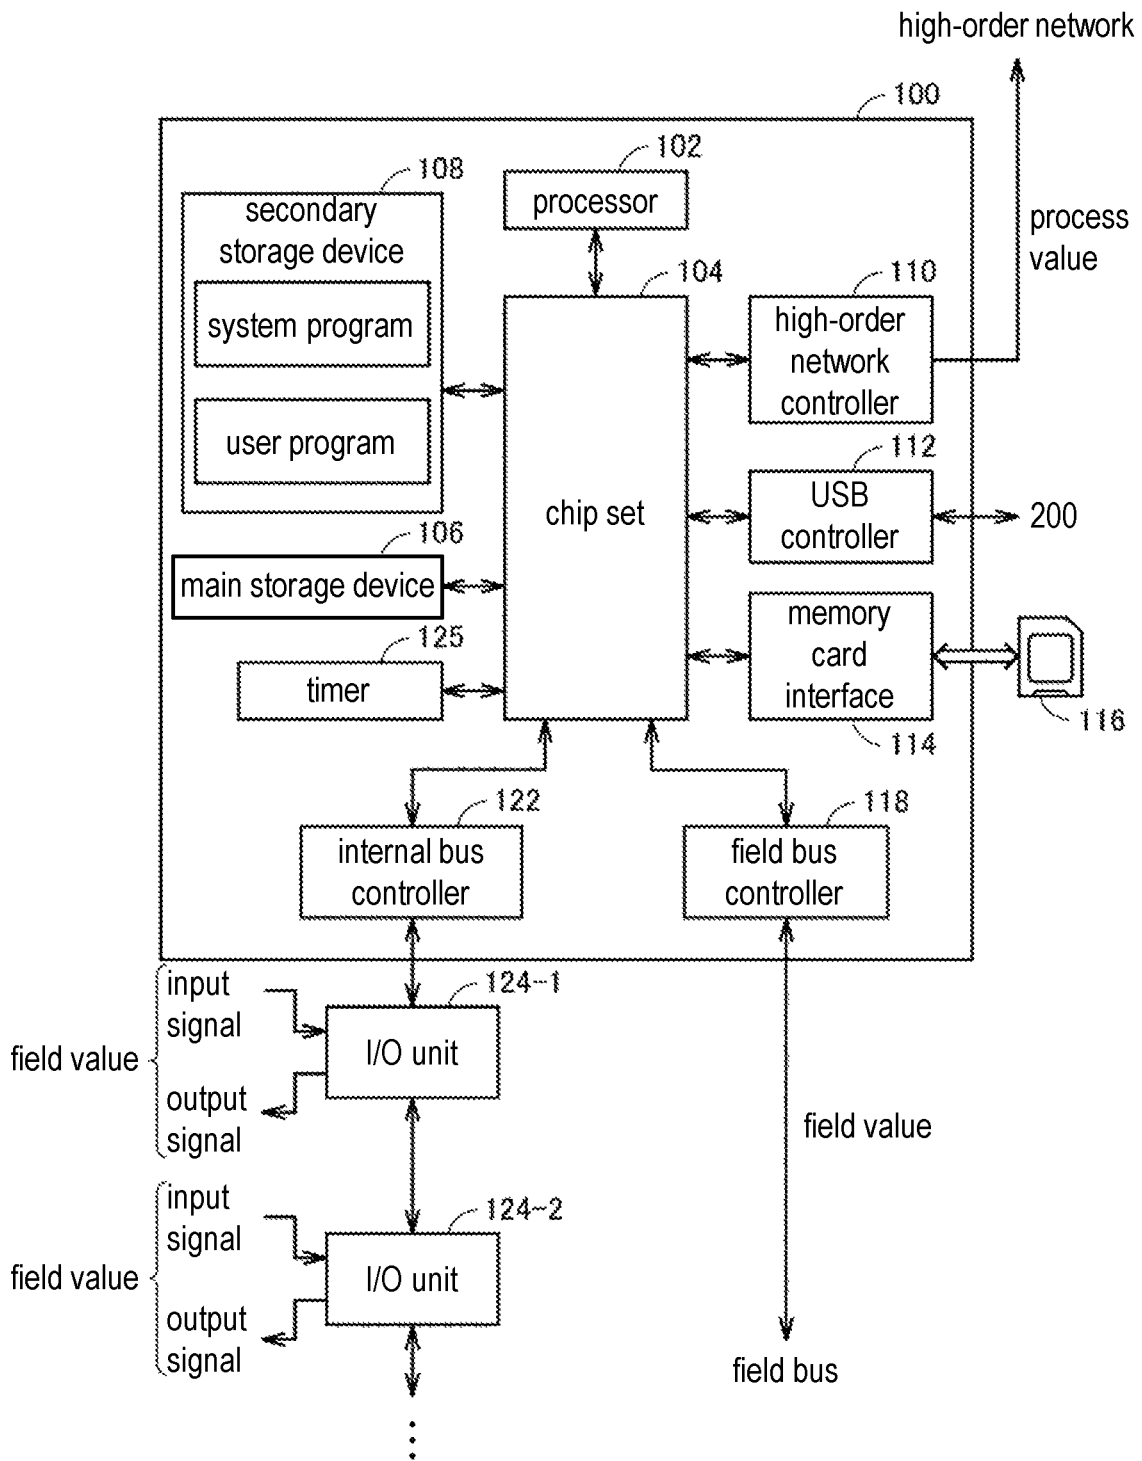 high-order network
100
102
108
processor
secondary
storage device
process
value
104
110
system program
high-order
network
controller
user program
112
USB
controller
200
chip set
106
main storage device
memory
card
interface
125
timer
116
114
122
118
internal bus
controller
field bus
controller
124-1
input
signal
I/O unit
field value
output
signal
field value
124-2
input
signal
I/O unit
field value
output
signal
field bus